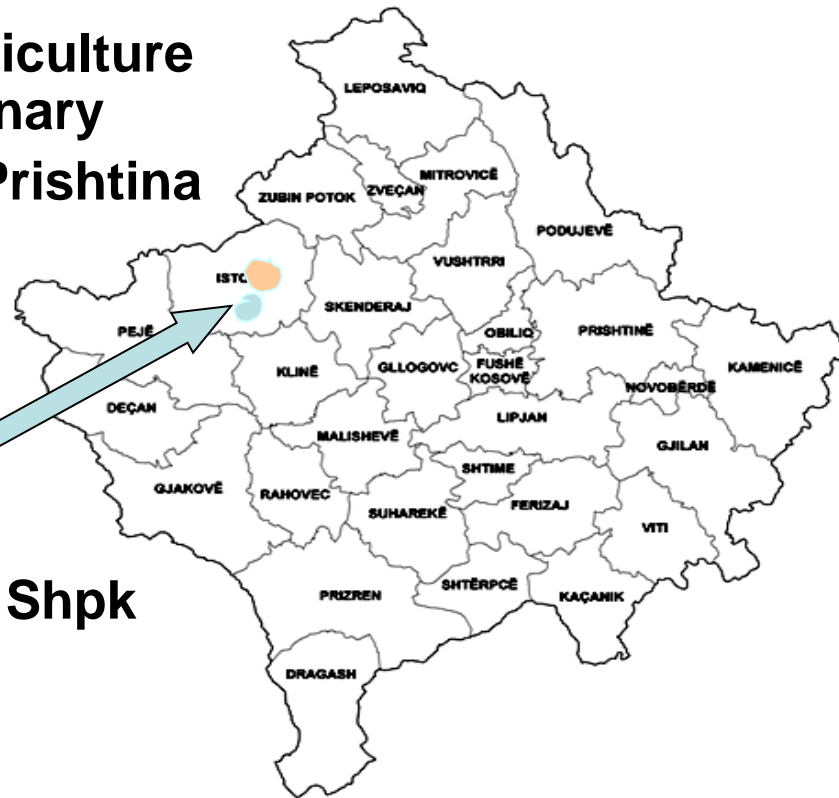 iculture
nary
Prishtina
LEPOSAVIQ
MITROVICË
ZVEÇAN
ZUBIN POTOK
PODUJEVË
VUSHTRRI
ISTO
SKENDERAJ
PEJË
OBILIQ
PRISHTINË
KLINË
GLLOGOVC
FUSHË
KOSOVË
KAMENICË
NOVOBËRDË
DEÇAN
LIPJAN
MALISHEVË
GJILAN
SHTIME
GJAKOVË
RAHOVEC
FERIZAJ
SUHAREKË
VITI
Shpk
SHTËRPCË
PRIZREN
KAÇANIK
DRAGASH